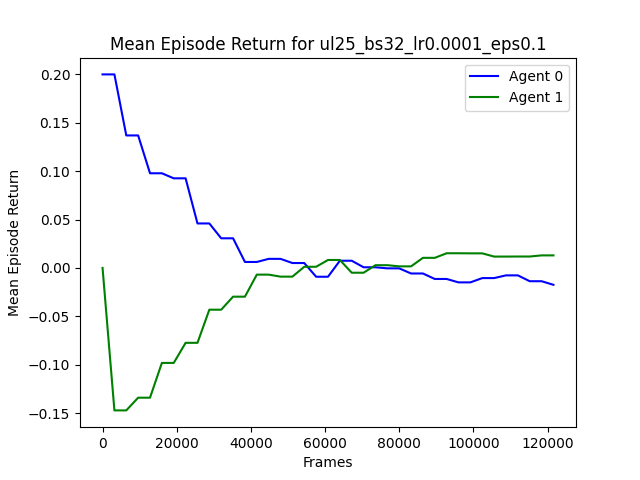 Mean Episode Return for ul25_bs32_lr0.0001_eps0.1
Agent 0
Agent 1
Mean Episode Return
0.20
0.15
0.10
0.05
0.00
−0.05
−0.10
−0.15
0 20000 40000 60000 80000 100000 120000
Frames